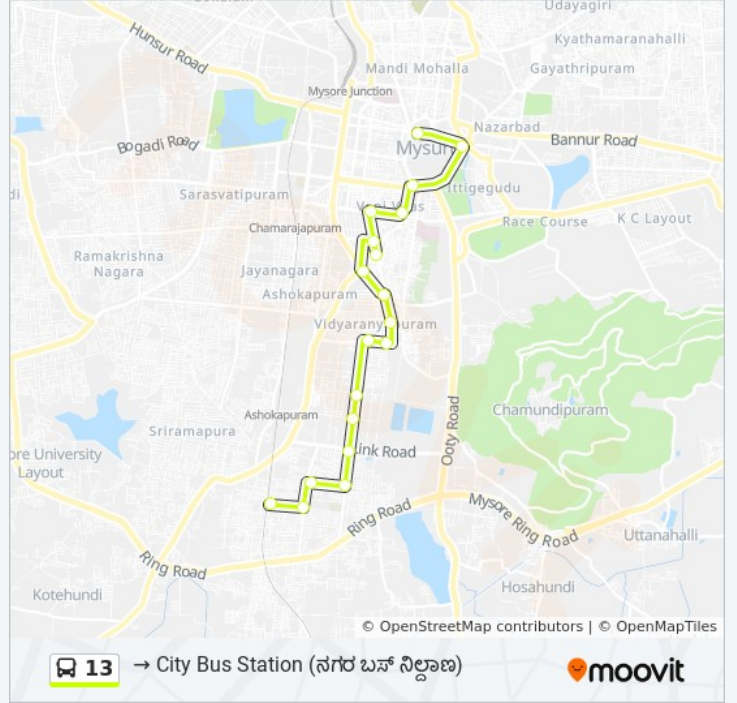 Udayagiri
Hunsur Road
Kyathamaranahalli
Mandi Mohalla
Gayathripuram
Mysore Junction
Nazarbad
Bogadi Road
Bannur Road
Ittigegudu
Sarasvatipuram
Race Course
K C Layout
Chamarajapuram
Ramakrishna
Nagara
Jayanagara
Ashokapuram
Chamundipuram
Ashokapuram
Sriramapura
Ooty Road
Link Road
Layout
Ring Road
Mysore Ring Road
Uttanahalli
Ring Road
Hosahundi
Kotehundi
© OpenStreetMap contributors | © OpenMapTiles
13 → City Bus Station (ನಗರ ಬಸ್ ನಿಲ್ದಾಣ)
moovit